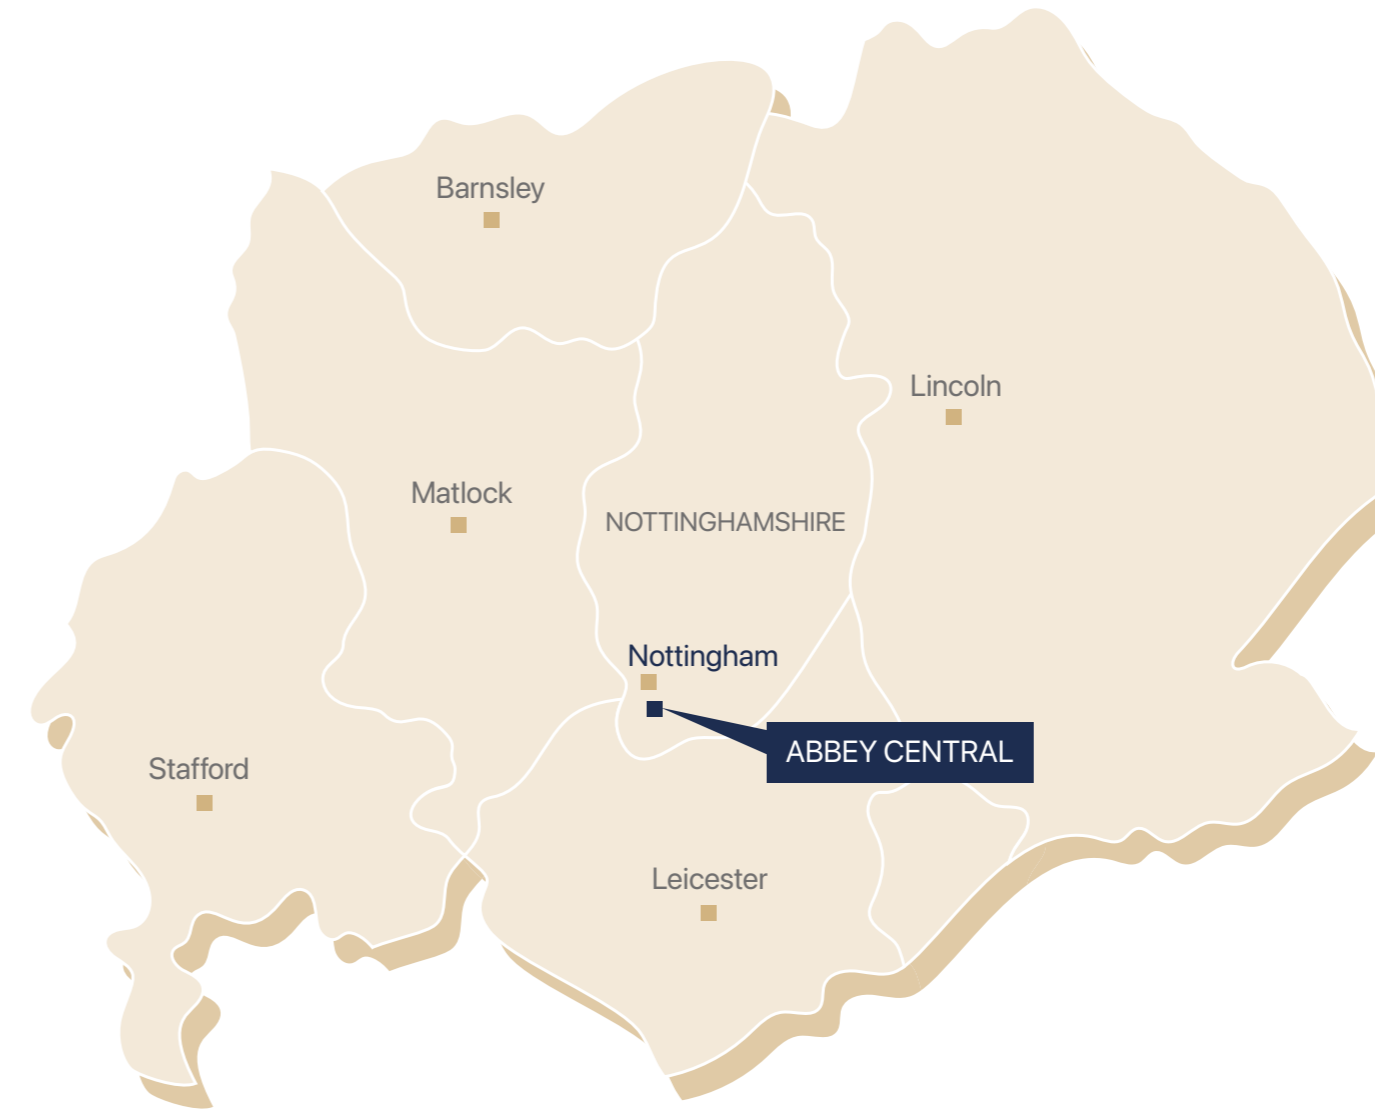 Barnsley
Lincoln
Matlock
NOTTINGHAMSHIRE
Nottingham
ABBEY CENTRAL
Stafford
Leicester